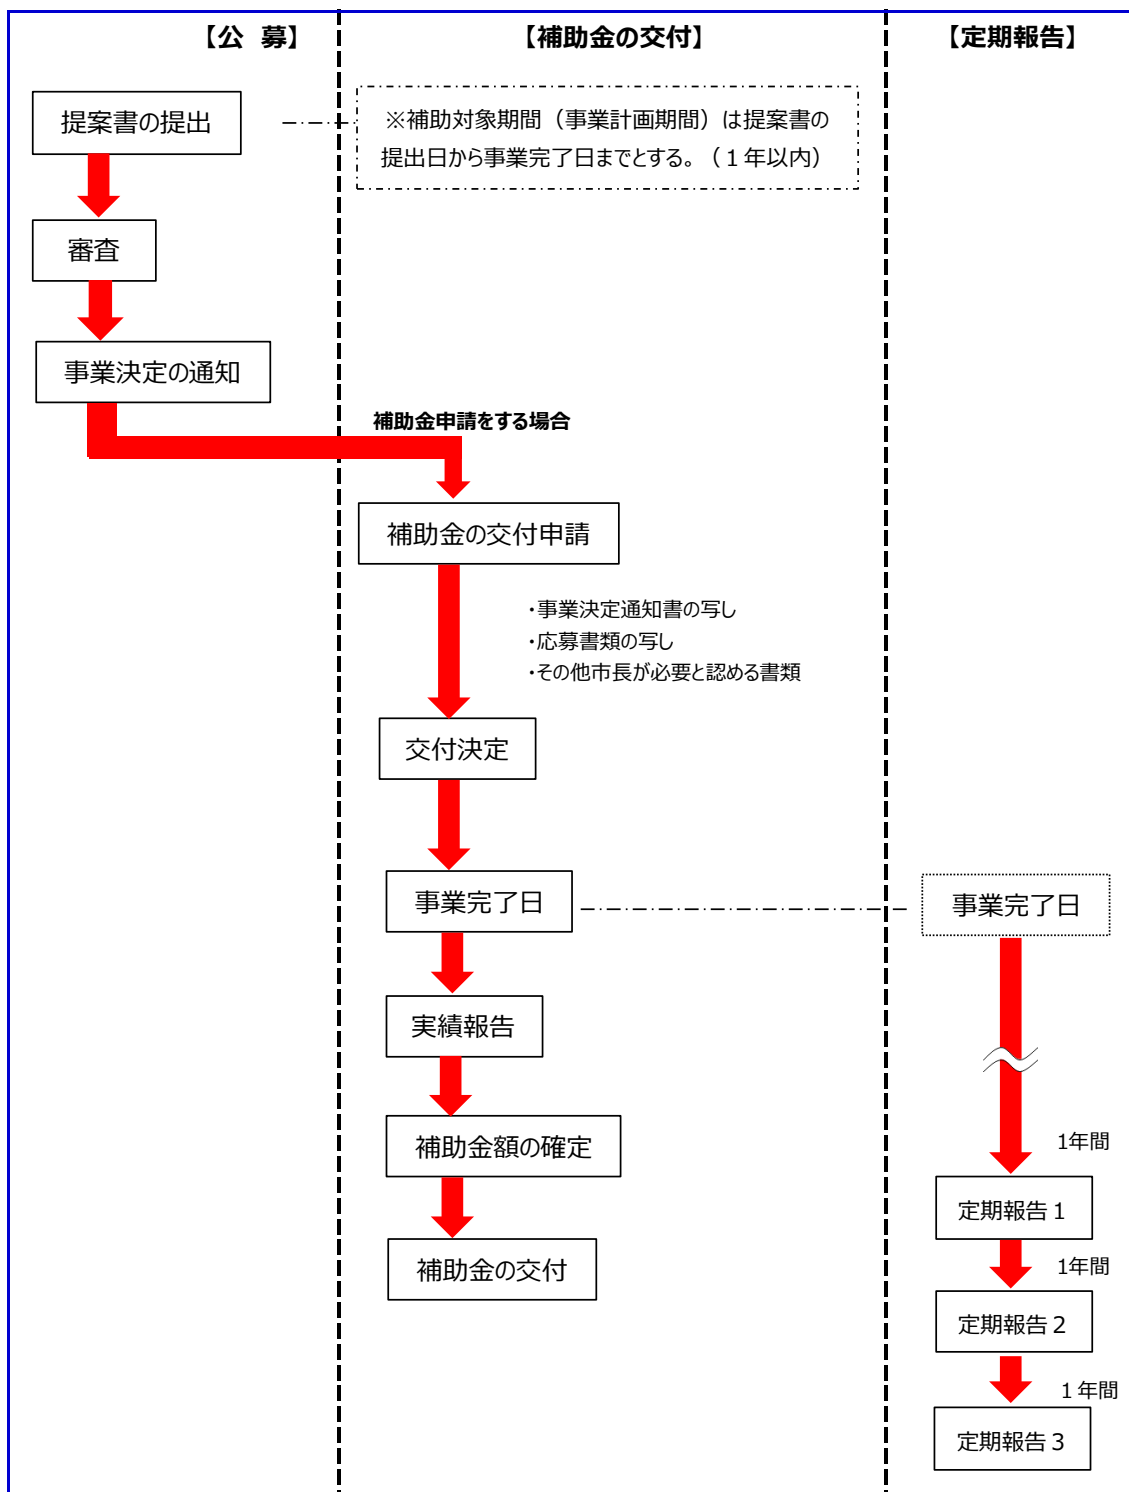 【公　募】
【補助金の交付】
【定期報告】
提案書の提出
※補助対象期間（事業計画期間）は提案書の
提出日から事業完了日までとする。（１年以内）
審査
事業決定の通知
補助金申請をする場合
補助金の交付申請
・事業決定通知書の写し
・応募書類の写し
・その他市長が必要と認める書類
交付決定
事業完了日
事業完了日
実績報告
補助金額の確定
補助金の交付
1年間
定期報告１
1年間
定期報告２
１年間
定期報告３